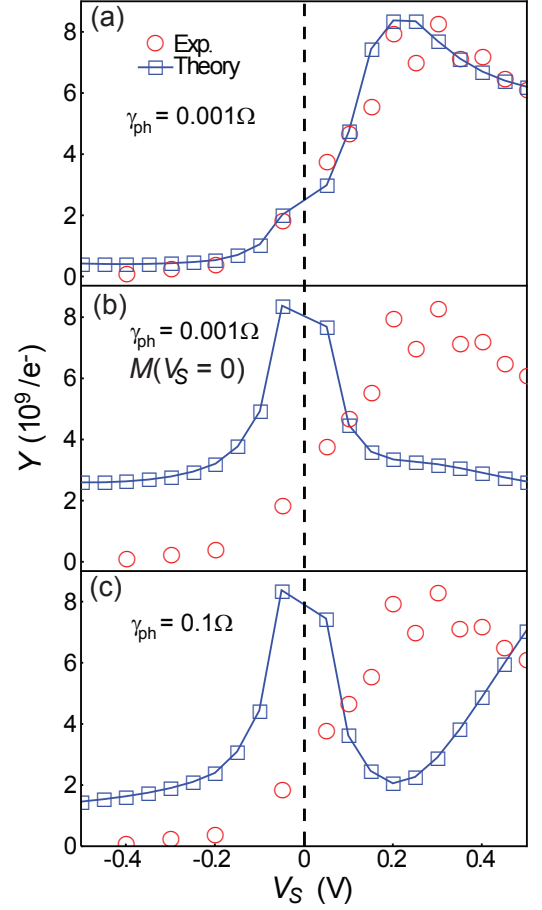 (a)
Exp.
Theory
γph = 0.001Ω
8
6
4
2
0
(b)
γph = 0.001Ω
M(VS = 0)
8
6
4
2
0
Y (10⁹/e⁻)
(c)
γph = 0.1Ω
8
6
4
2
0
-0.4 -0.2 0 0.2 0.4
VS (V)